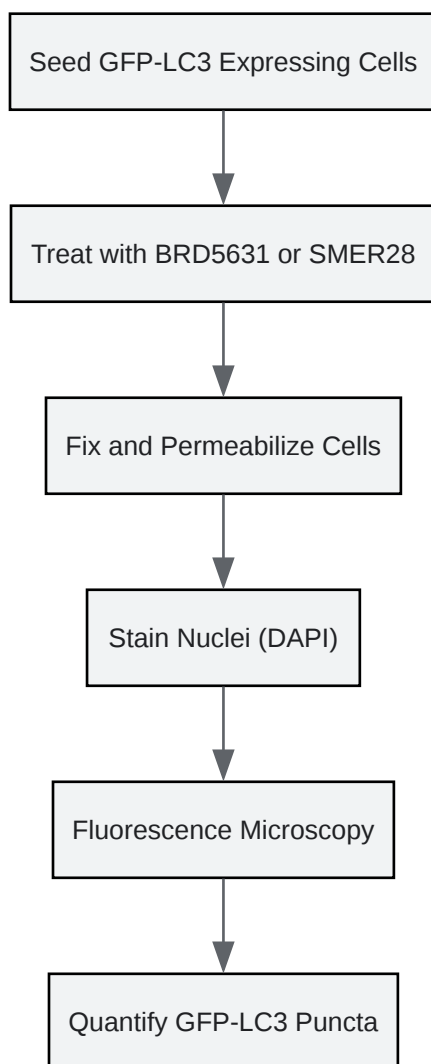 Seed GFP-LC3 Expressing Cells
Treat with BRD5631 or SMER28
Fix and Permeabilize Cells
Stain Nuclei (DAPI)
Fluorescence Microscopy
Quantify GFP-LC3 Puncta